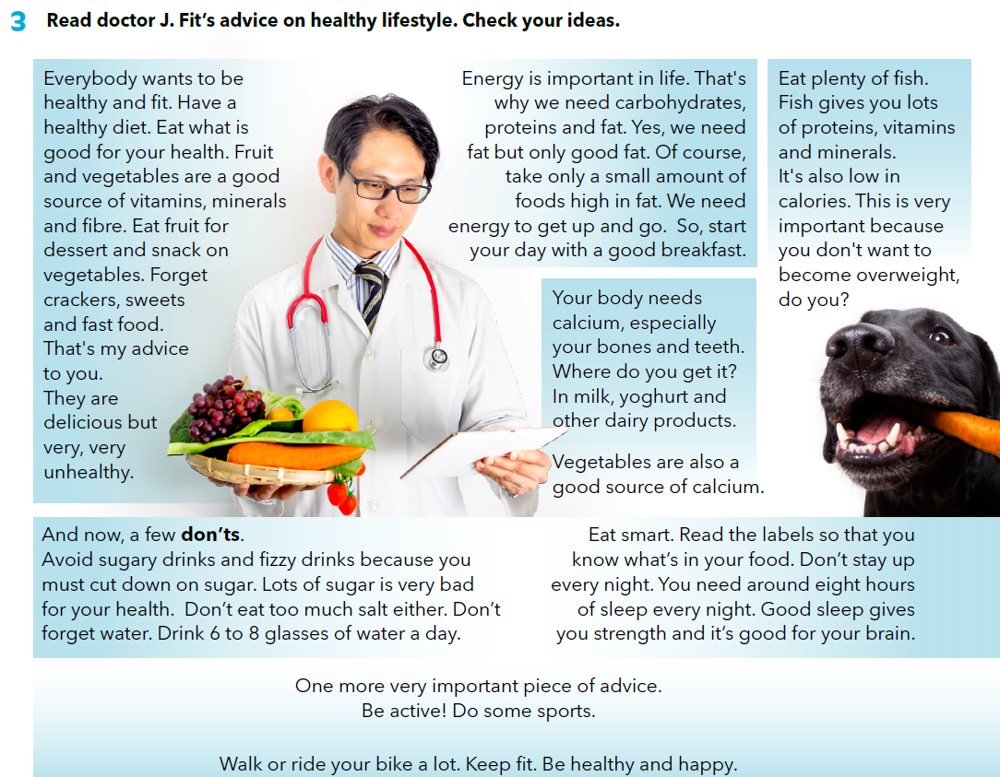 3 Read doctor J. Fit's advice on healthy lifestyle. Check your ideas.
Everybody wants to be
healthy and fit. Have a
healthy diet. Eat what is
good for your health. Fruit
and vegetables are a good
source of vitamins, minerals
and fibre. Eat fruit for
dessert and snack on
vegetables. Forget
crackers, sweets
and fast food.
That's my advice
to you.
They are
delicious but
very, very
unhealthy.
Energy is important in life. That's
why we need carbohydrates,
proteins and fat. Yes, we need
fat but only good fat. Of course,
take only a small amount of
foods high in fat. We need
energy to get up and go.  So, start
your day with a good breakfast.
Your body needs
calcium, especially
your bones and teeth.
Where do you get it?
In milk, yoghurt and
other dairy products.
Vegetables are also a
good source of calcium.
Eat plenty of fish.
Fish gives you lots
of proteins, vitamins
and minerals.
It's also low in
calories. This is very
important because
you don't want to
become overweight,
do you?
And now, a few don'ts.
Avoid sugary drinks and fizzy drinks because you
must cut down on sugar. Lots of sugar is very bad
for your health.  Don't eat too much salt either. Don't
forget water. Drink 6 to 8 glasses of water a day.
Eat smart. Read the labels so that you
know what's in your food. Don't stay up
every night. You need around eight hours
of sleep every night. Good sleep gives
you strength and it's good for your brain.
One more very important piece of advice.
Be active! Do some sports.
Walk or ride your bike a lot. Keep fit. Be healthy and happy.